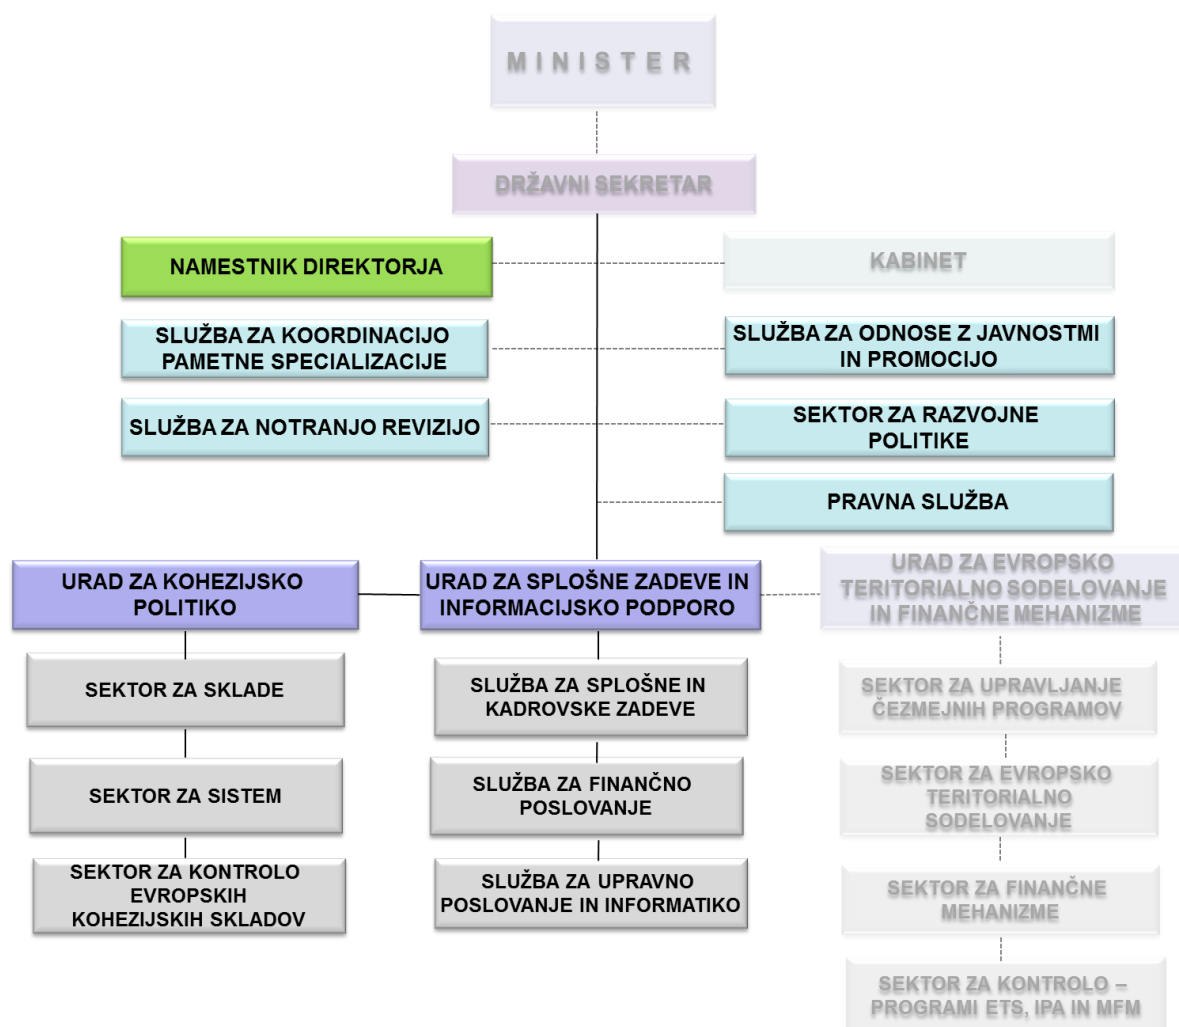 MINISTER
DRŽAVNI SEKRETAR
NAMESTNIK DIREKTORJA
KABINET
SLUŽBA ZA KOORDINACIJO
PAMETNE SPECIALIZACIJE
SLUŽBA ZA ODNOSE Z JAVNOSTMI
IN PROMOCIJO
SLUŽBA ZA NOTRANJO REVIZIJO
SEKTOR ZA RAZVOJNE
POLITIKE
PRAVNA SLUŽBA
URAD ZA KOHEZIJSKO
POLITIKO
URAD ZA SPLOŠNE ZADEVE IN
INFORMACIJSKO PODPORO
URAD ZA EVROPSKO
TERITORIALNO SODELOVANJE
IN FINANČNE MEHANIZME
SEKTOR ZA SKLADE
SLUŽBA ZA SPLOŠNE IN
KADROVSKE ZADEVE
SEKTOR ZA UPRAVLJANJE
ČEZMEJNIH PROGRAMOV
SEKTOR ZA SISTEM
SLUŽBA ZA FINANČNO
POSLOVANJE
SEKTOR ZA EVROPSKO
TERITORIALNO
SODELOVANJE
SEKTOR ZA KONTROLO
EVROPSKIH
KOHEZIJSKIH SKLADOV
SLUŽBA ZA UPRAVNO
POSLOVANJE IN INFORMATIKO
SEKTOR ZA FINANČNE
MEHANIZME
SEKTOR ZA KONTROLO –
PROGRAMI ETS, IPA IN MFM